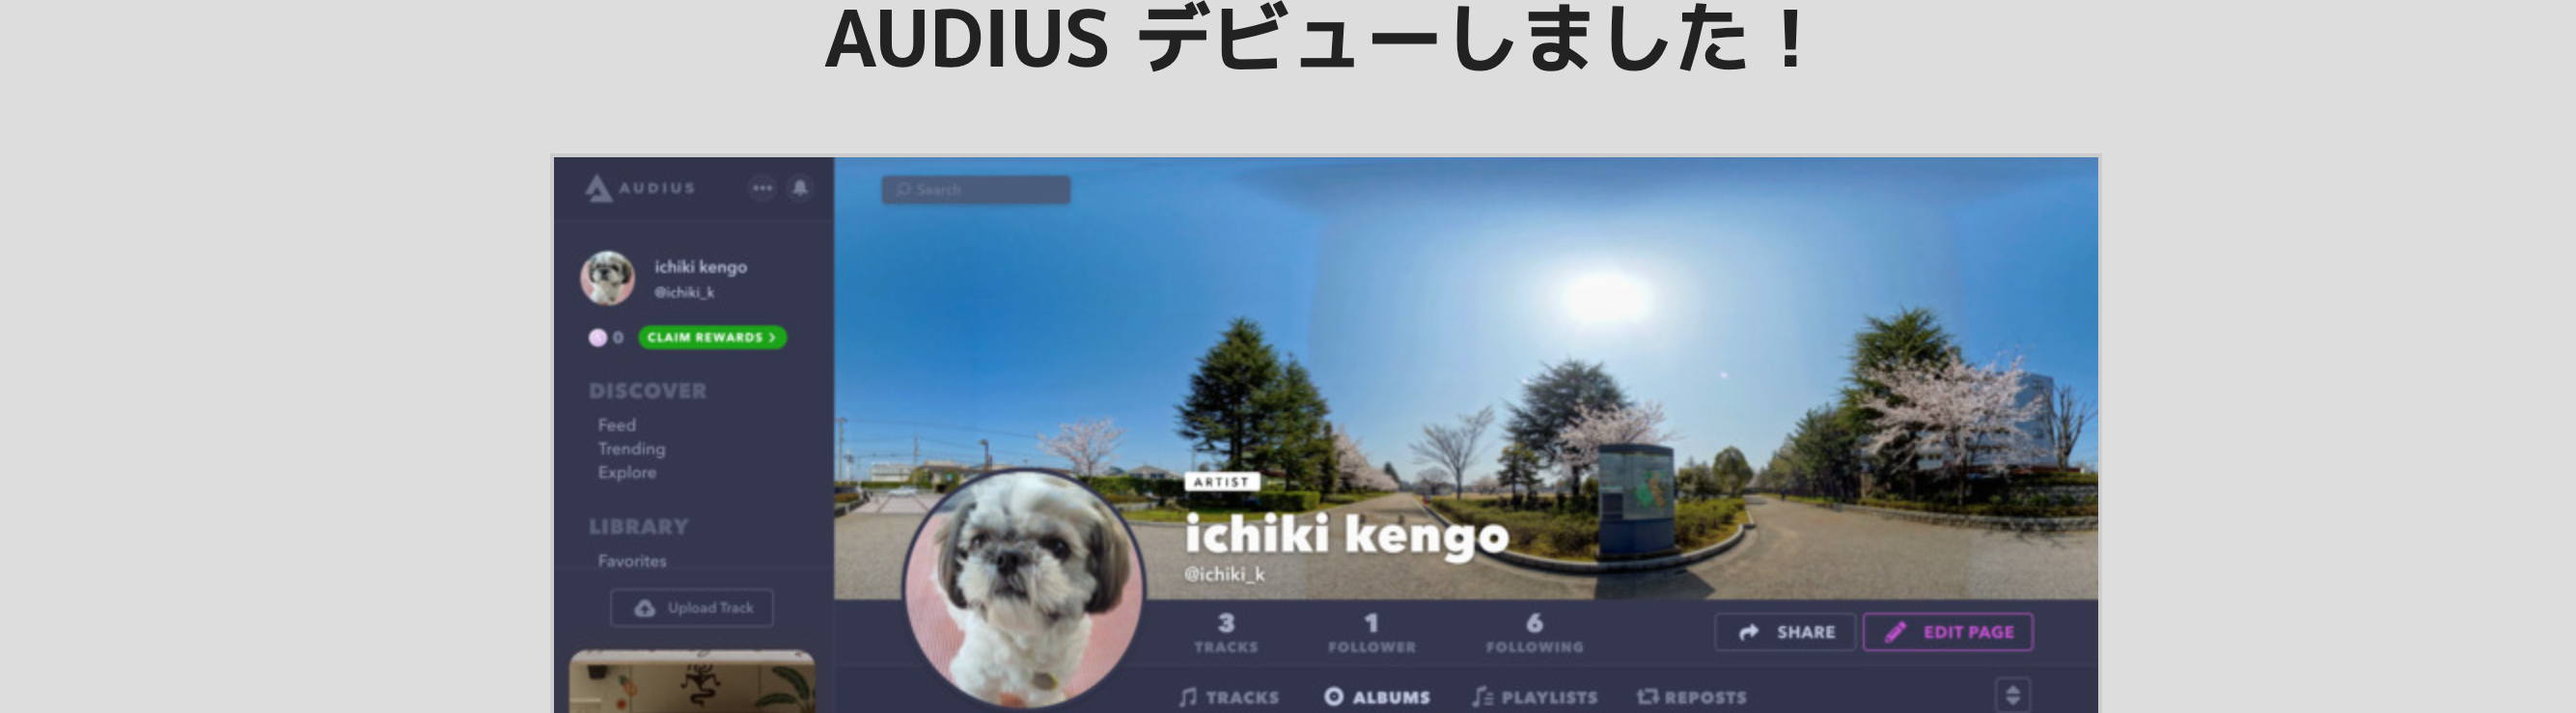 AUDIUS デビューしました！
AUDIUS
Search
ichiki kengo
@ichiki_k
0
CLAIM REWARDS
DISCOVER
Feed
Trending
Explore
LIBRARY
Favorites
Upload Track
ARTIST
ichiki kengo
@ichiki_k
3 1 6
TRACKS FOLLOWER FOLLOWING
SHARE EDIT PAGE
TRACKS ALBUMS PLAYLISTS REPOSTS